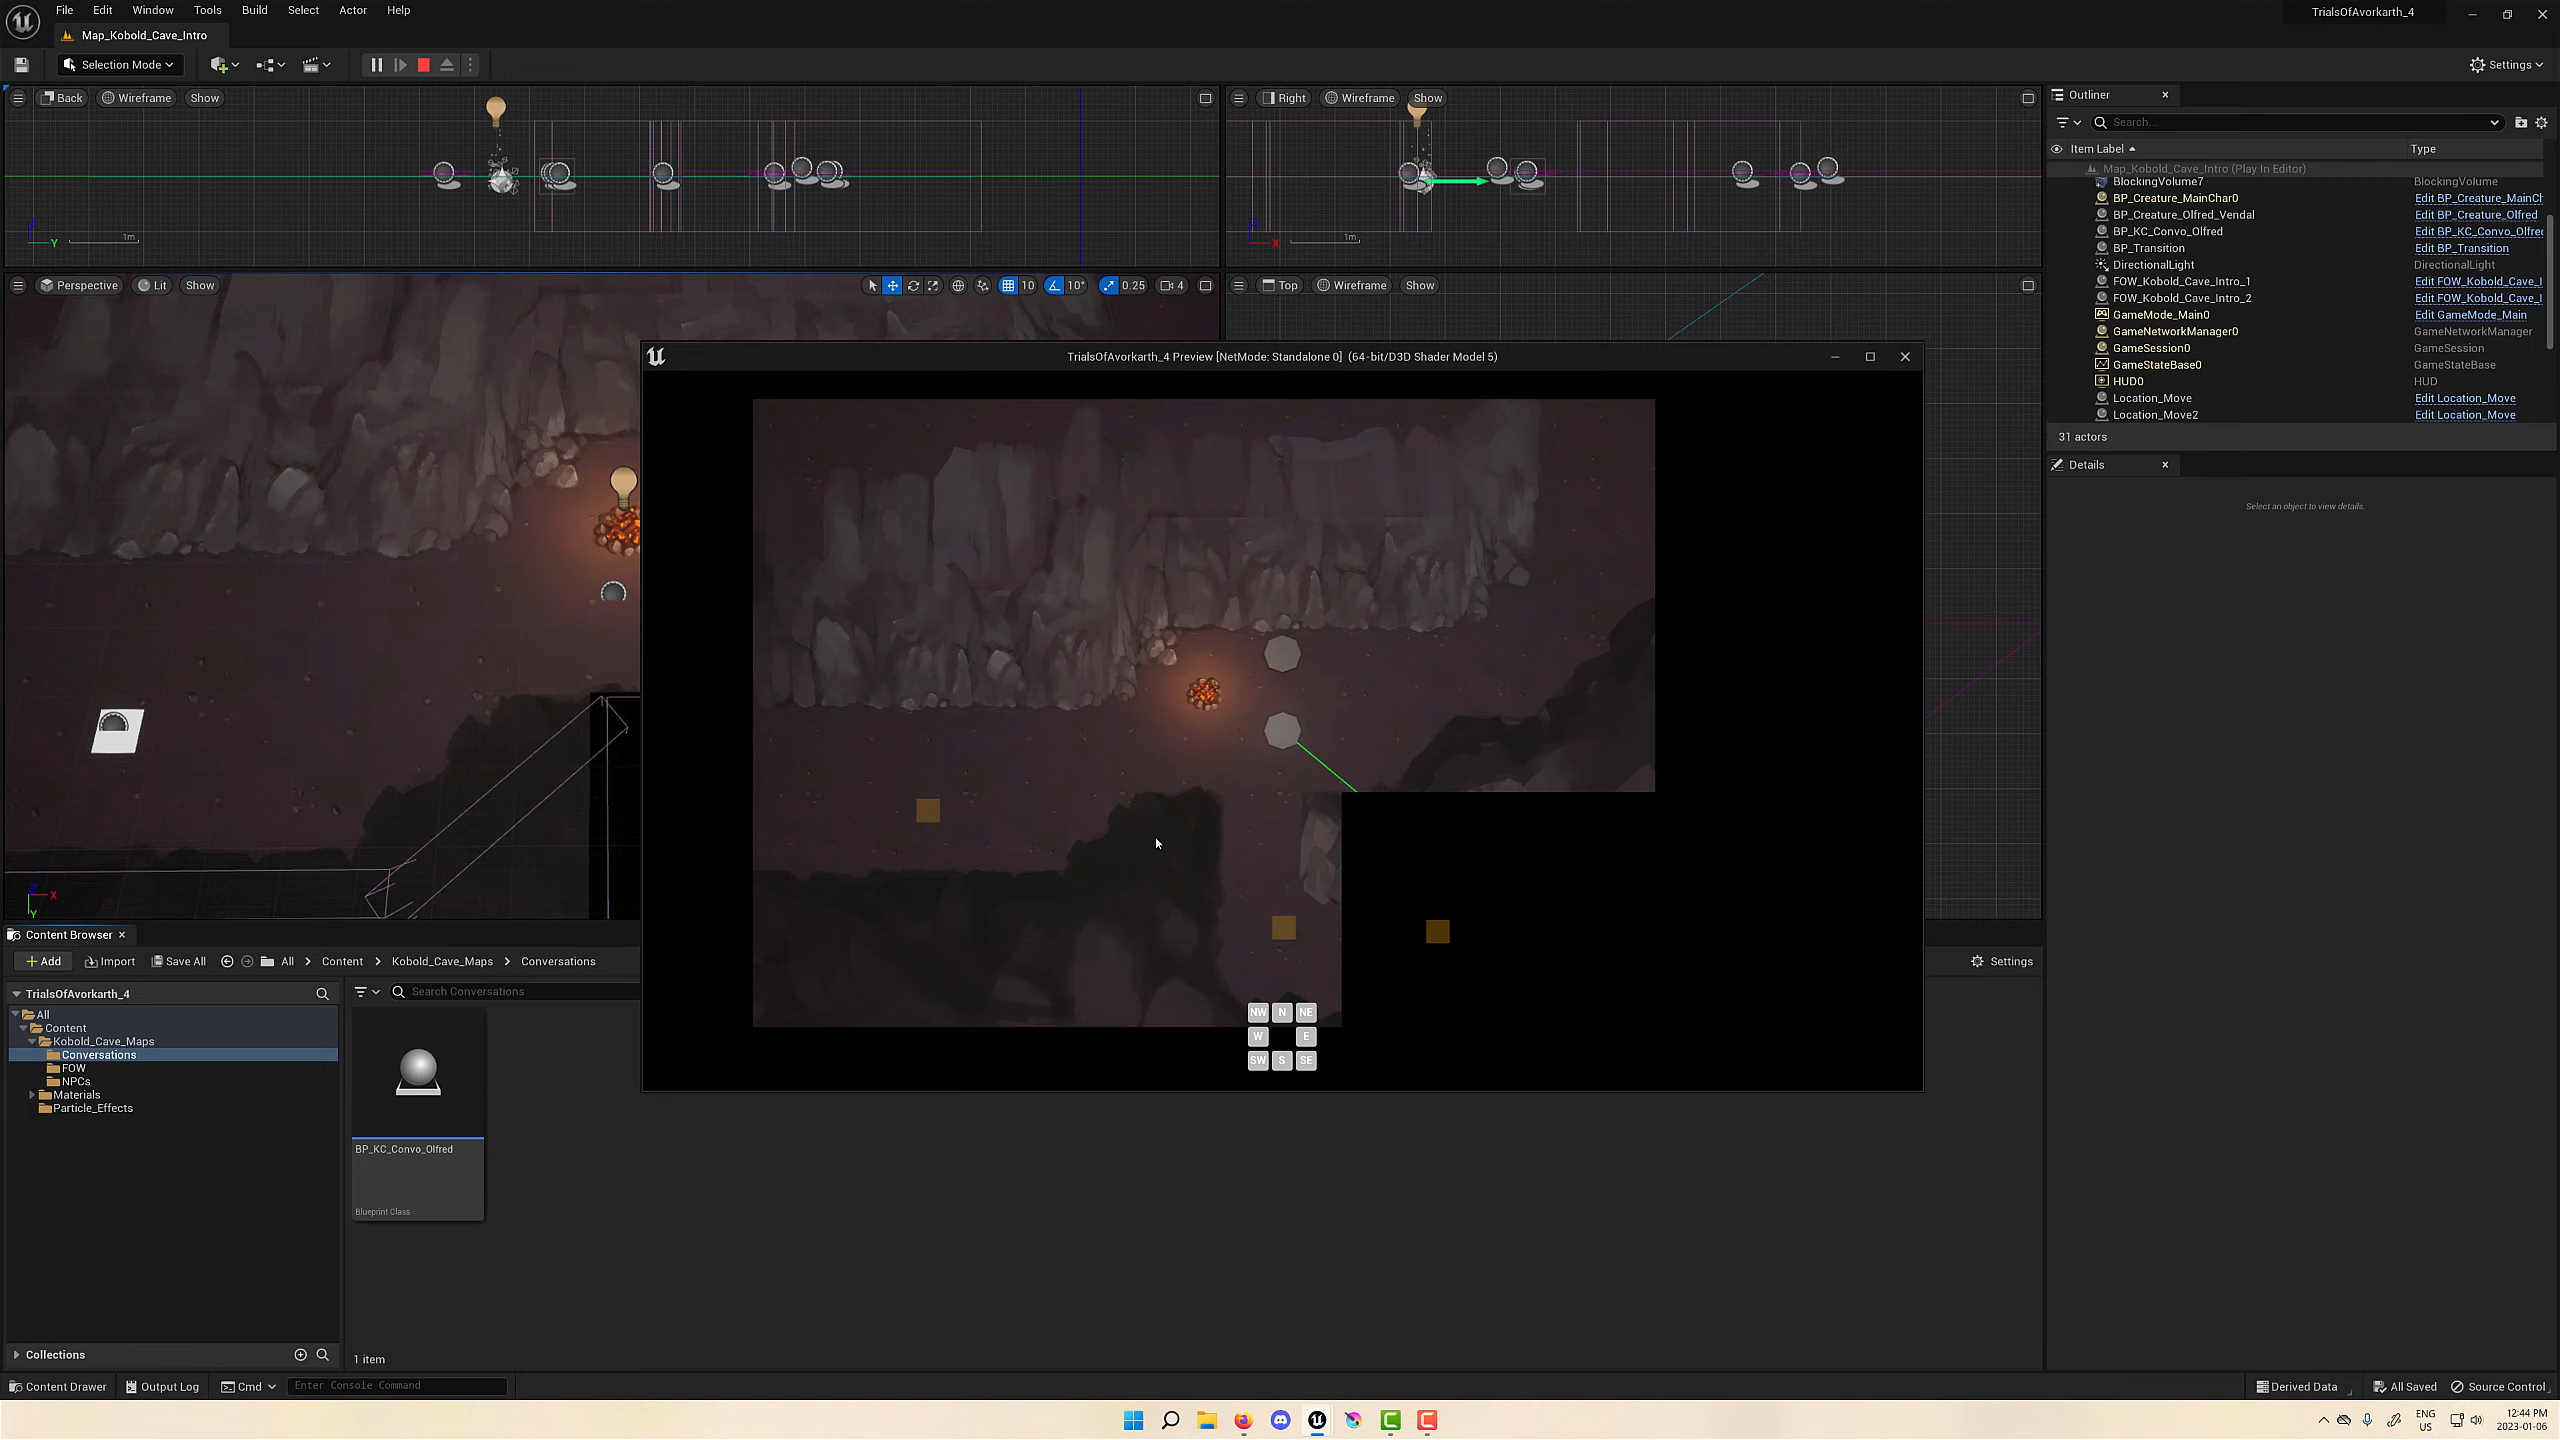 File Edit Window Tools Build Select Actor Help
TrialsOfAvorkarth_4
Map_Kobold_Cave_Intro
Selection Mode
Settings
Back Wireframe Show
Right Wireframe Show
1m
Y
1m
X
Perspective Lit Show
10 10° 0.25 4
Top Wireframe Show
X
Y
TrialsOfAvorkarth_4 Preview [NetMode: Standalone 0] (64-bit/D3D Shader Model 5)
NW N NE
W E
SW S SE
Outliner
Search...
Item Label Type
Map_Kobold_Cave_Intro (Play In Editor)
BlockingVolume7 BlockingVolume
BP_Creature_MainChar0 Edit BP_Creature_MainCh
BP_Creature_Olfred_Vendal Edit BP_Creature_Olfred
BP_KC_Convo_Olfred Edit BP_KC_Convo_Olfred
BP_Transition Edit BP_Transition
DirectionalLight DirectionalLight
FOW_Kobold_Cave_Intro_1 Edit FOW_Kobold_Cave_I
FOW_Kobold_Cave_Intro_2 Edit FOW_Kobold_Cave_I
GameMode_Main0 Edit GameMode_Main
GameNetworkManager0 GameNetworkManager
GameSession0 GameSession
GameStateBase0 GameStateBase
HUD0 HUD
Location_Move Edit Location_Move
Location_Move2 Edit Location_Move
31 actors
Details
Select an object to view details.
Content Browser
Add Import Save All All Content Kobold_Cave_Maps Conversations
Settings
TrialsOfAvorkarth_4
Search Conversations
All
Content
Kobold_Cave_Maps
Conversations
FOW
NPCs
Materials
Particle_Effects
BP_KC_Convo_Olfred
Blueprint Class
Collections
1 item
Content Drawer Output Log Cmd Enter Console Command
Derived Data All Saved Source Control
ENG
US
12:44 PM
2023-01-06